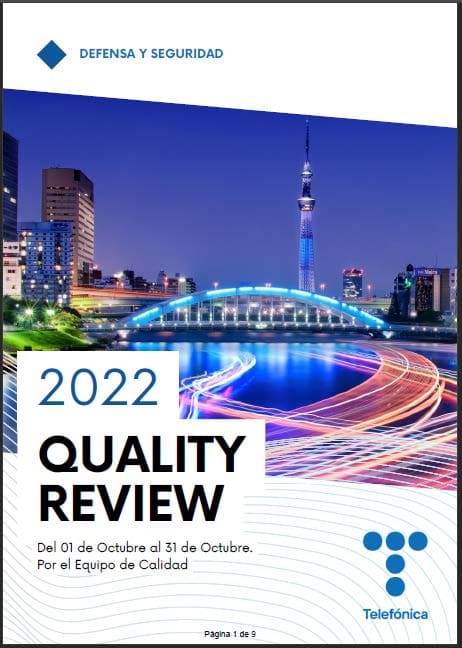 DEFENSA Y SEGURIDAD
2022
QUALITY
REVIEW
Del 01 de Octubre al 31 de Octubre.
Por el Equipo de Calidad
Telefónica
Página 1 de 9